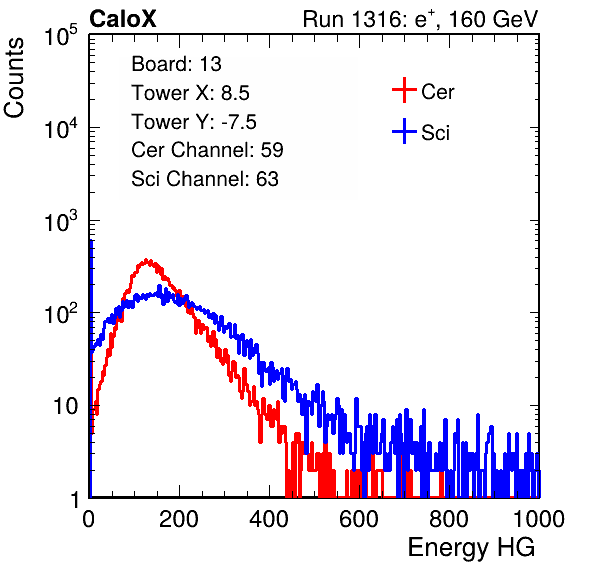 CaloX Run 1316: e⁺, 160 GeV
Counts
Board: 13
Tower X: 8.5
Tower Y: -7.5
Cer Channel: 59
Sci Channel: 63
Cer
Sci
10⁵
10⁴
10³
10²
10
1
0 200 400 600 800 1000
Energy HG